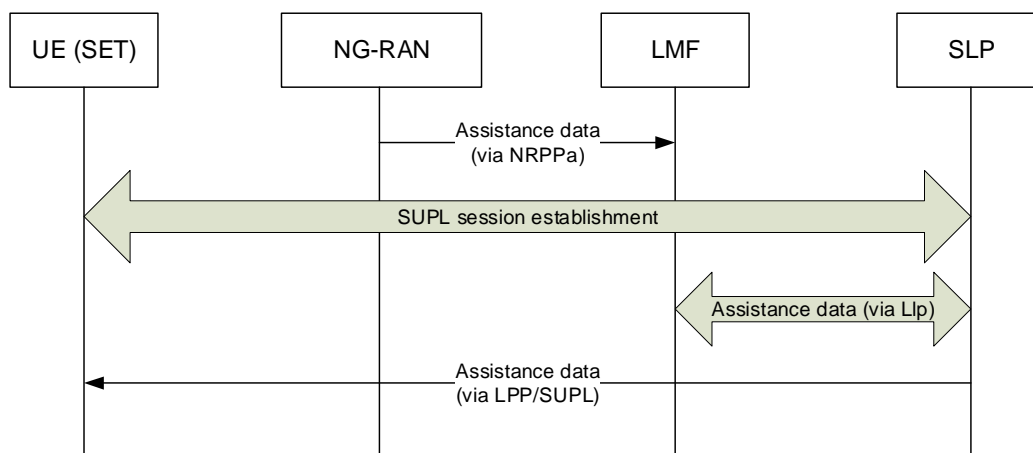 UE (SET)
NG-RAN
LMF
SLP
Assistance data
(via NRPPa)
SUPL session establishment
Assistance data (via Llp)
Assistance data
(via LPP/SUPL)